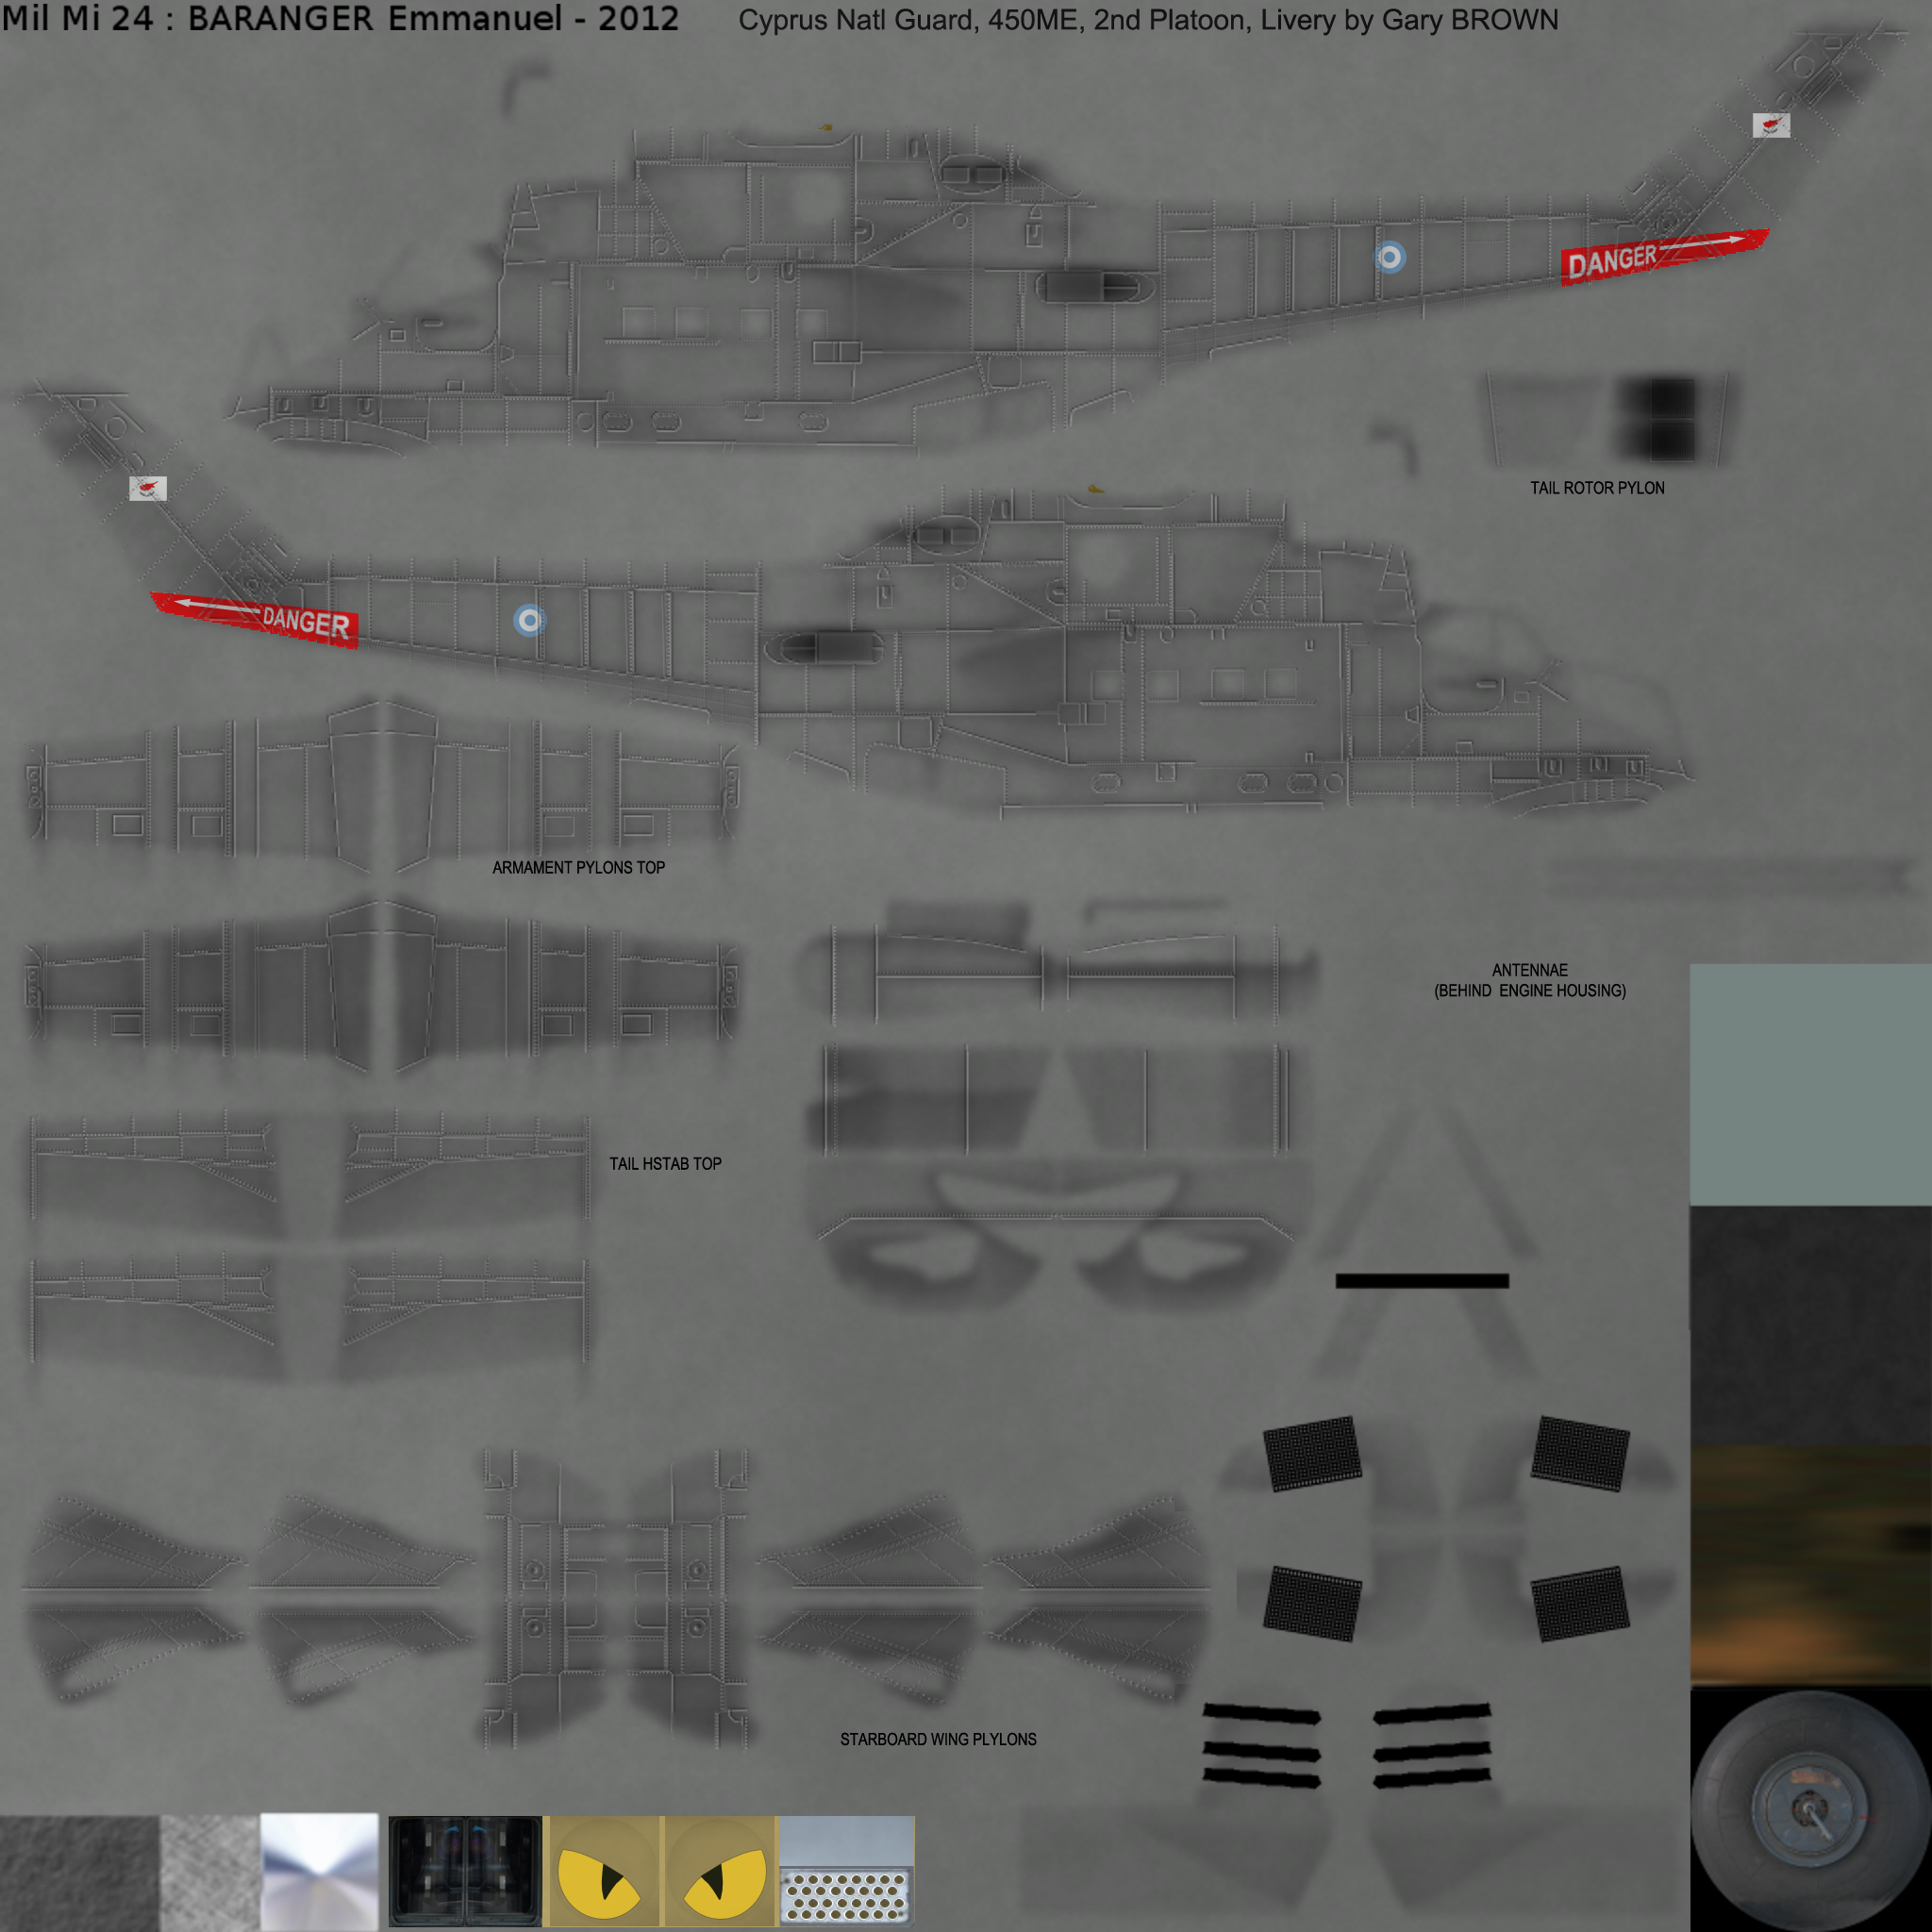 Mil Mi 24 : BARANGER Emmanuel - 2012
Cyprus Natl Guard, 450ME, 2nd Platoon, Livery by Gary BROWN
DANGER
TAIL ROTOR PYLON
DANGER
ARMAMENT PYLONS TOP
ANTENNAE
(BEHIND ENGINE HOUSING)
TAIL HSTAB TOP
STARBOARD WING PLYLONS